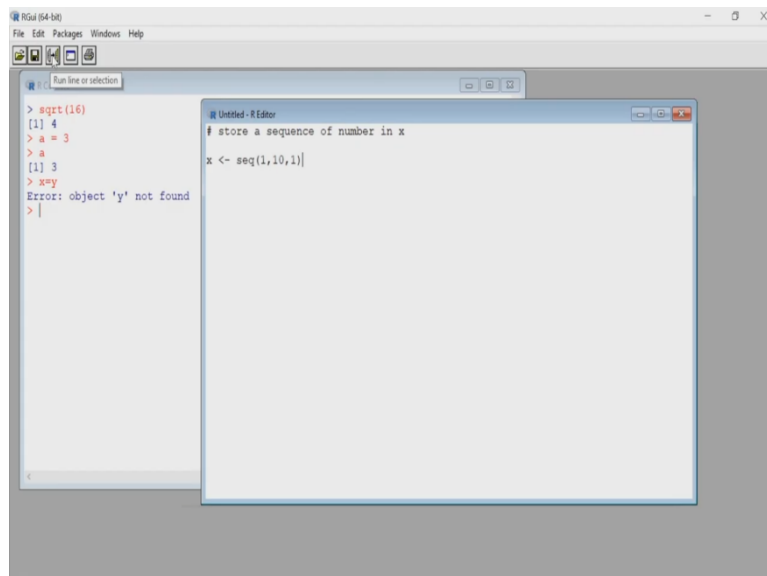 RGui (64-bit)
File Edit Packages Windows Help
Run line or selection
> sqrt(16)
[1] 4
> a = 3
> a
[1] 3
> x=y
Error: object 'y' not found
>
Untitled - R Editor
# store a sequence of number in x
x <- seq(1,10,1)